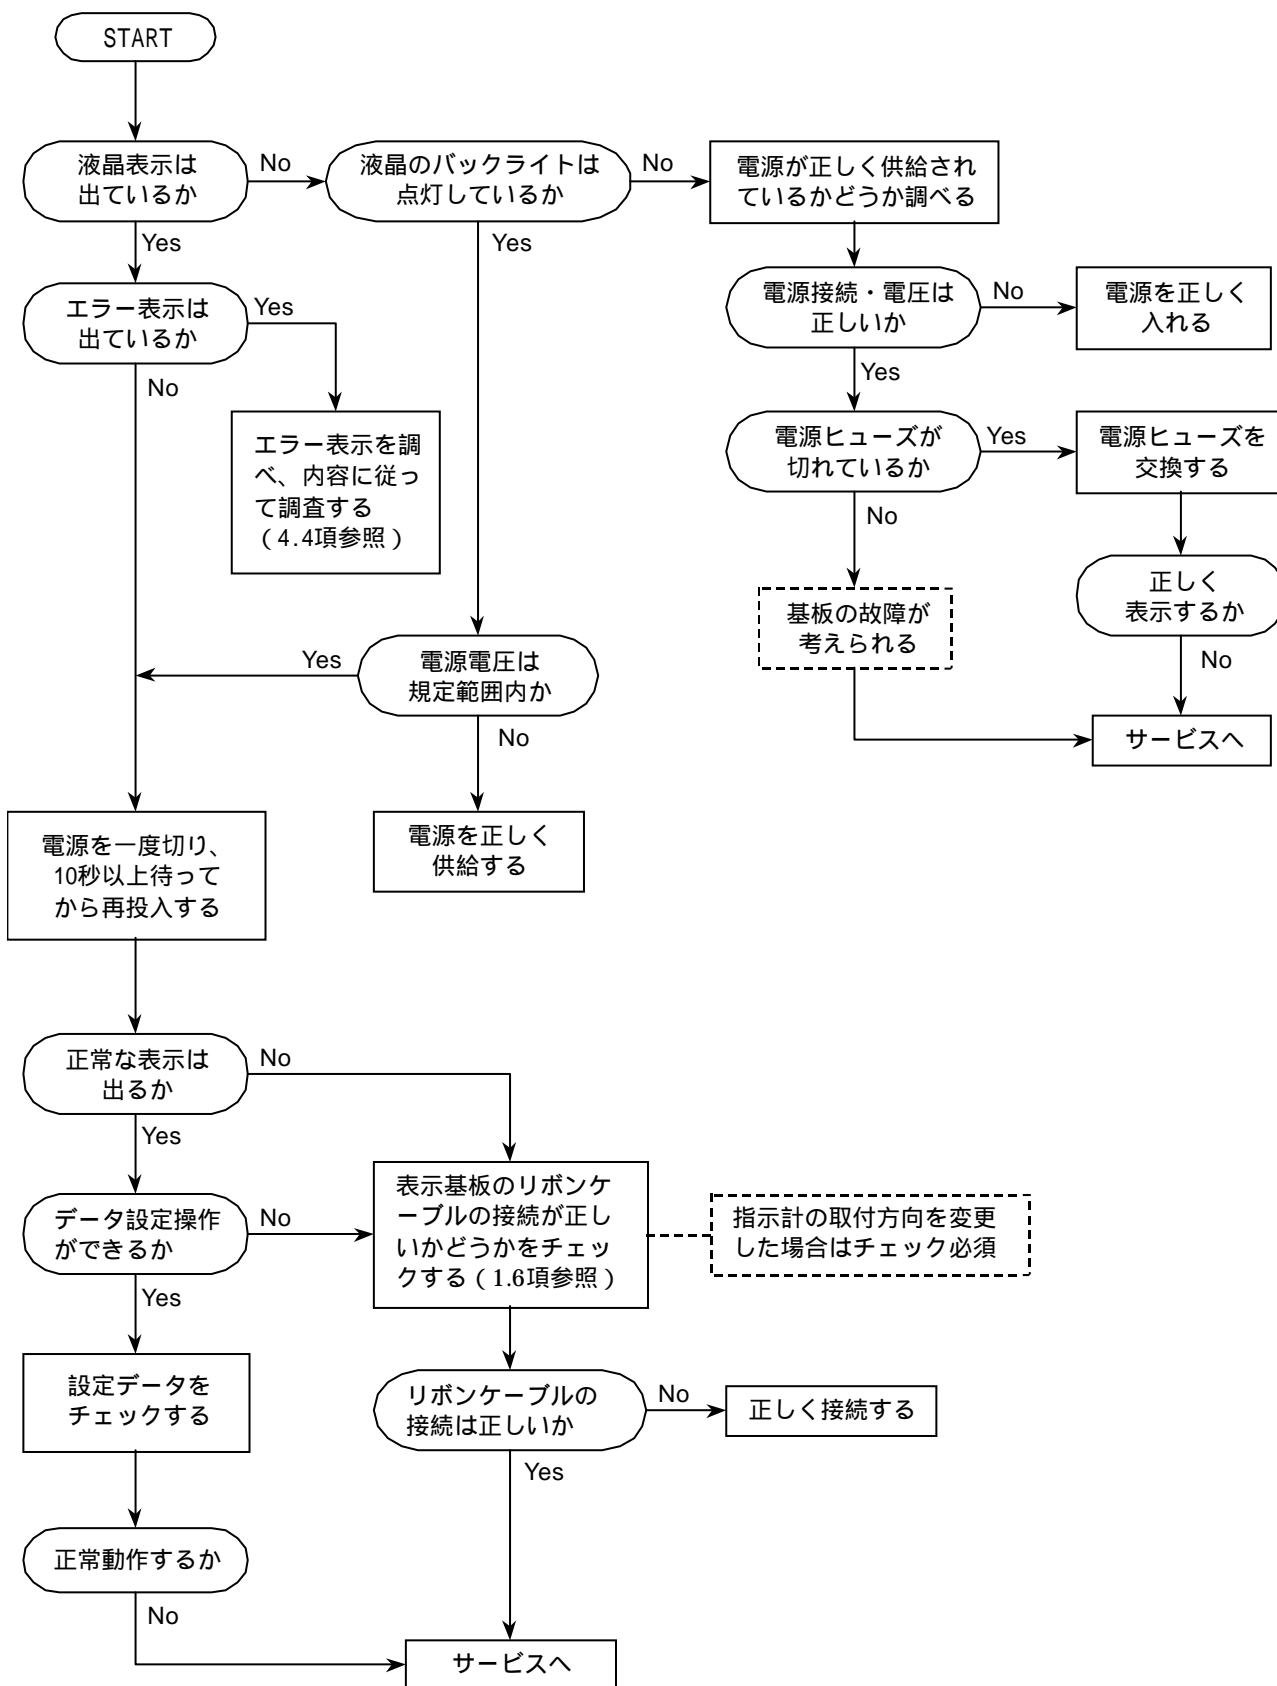 START
液晶表示は
出ているか
No
液晶のバックライトは
点灯しているか
No
電源が正しく供給され
ているかどうか調べる
Yes
Yes
エラー表示は
出ているか
Yes
電源接続・電圧は
正しいか
No
電源を正しく
入れる
No
Yes
エラー表示を調
べ、内容に従っ
て調査する
(4.4項参照)
電源ヒューズが
切れているか
Yes
電源ヒューズを
交換する
No
基板の故障が
考えられる
正しく
表示するか
No
Yes
電源電圧は
規定範囲内か
No
サービスへ
電源を一度切り、
10秒以上待って
から再投入する
電源を正しく
供給する
正常な表示は
出るか
No
Yes
データ設定操作
ができるか
No
表示基板のリボンケ
ーブルの接続が正し
いかどうかをチェッ
クする(1.6項参照)
指示計の取付方向を変更
した場合はチェック必須
Yes
設定データを
チェックする
リボンケーブルの
接続は正しいか
No
正しく接続する
Yes
正常動作するか
No
サービスへ